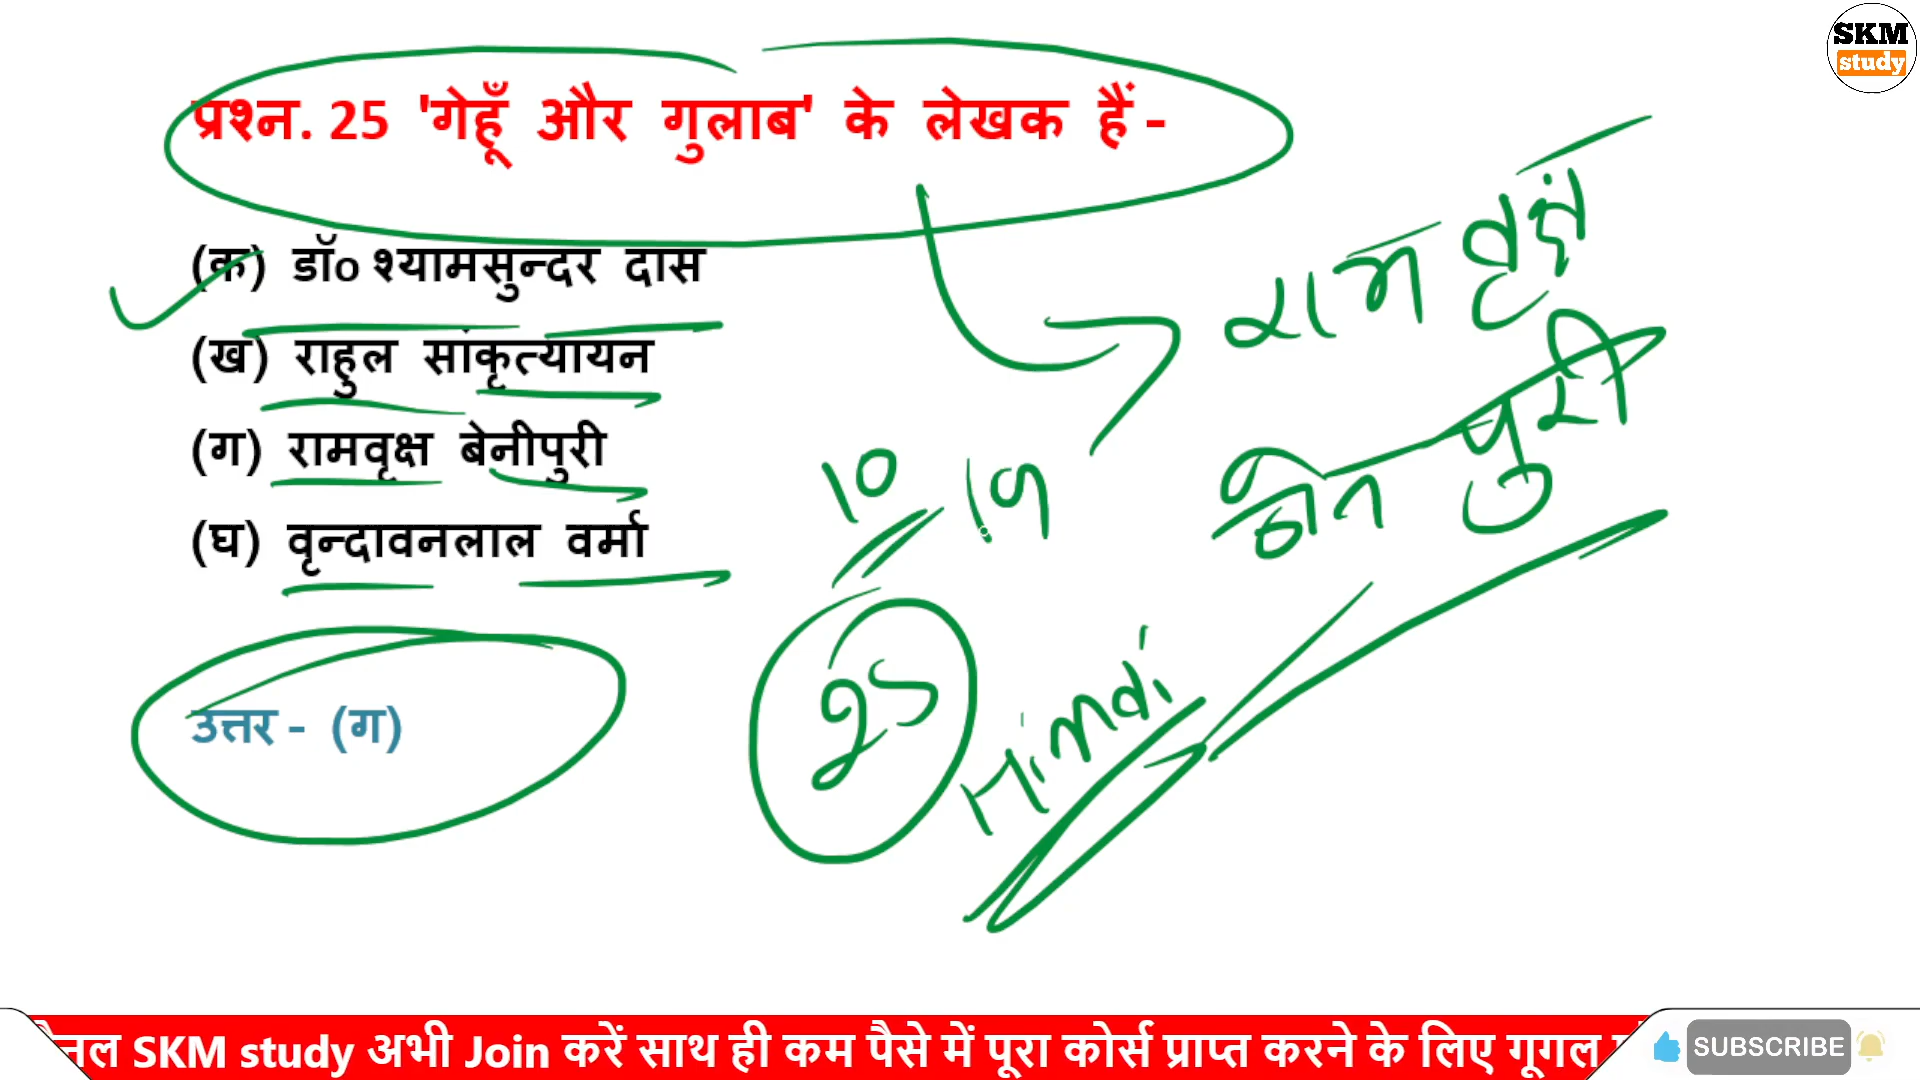 SKM
study
प्रश्न. 25 'गेहूँ और गुलाब' के लेखक हैं -
(क) डॉ० श्यामसुन्दर दास
(ख) राहुल सांकृत्यायन
(ग) रामवृक्ष बेनीपुरी
(घ) वृन्दावनलाल वर्मा
उत्तर - (ग)
राम वृक्ष
पुरी
10
25
Hindi
SKM study अभी Join करें साथ ही कम पैसे में पूरा कोर्स प्राप्त करने के लिए गूगल
SUBSCRIBE